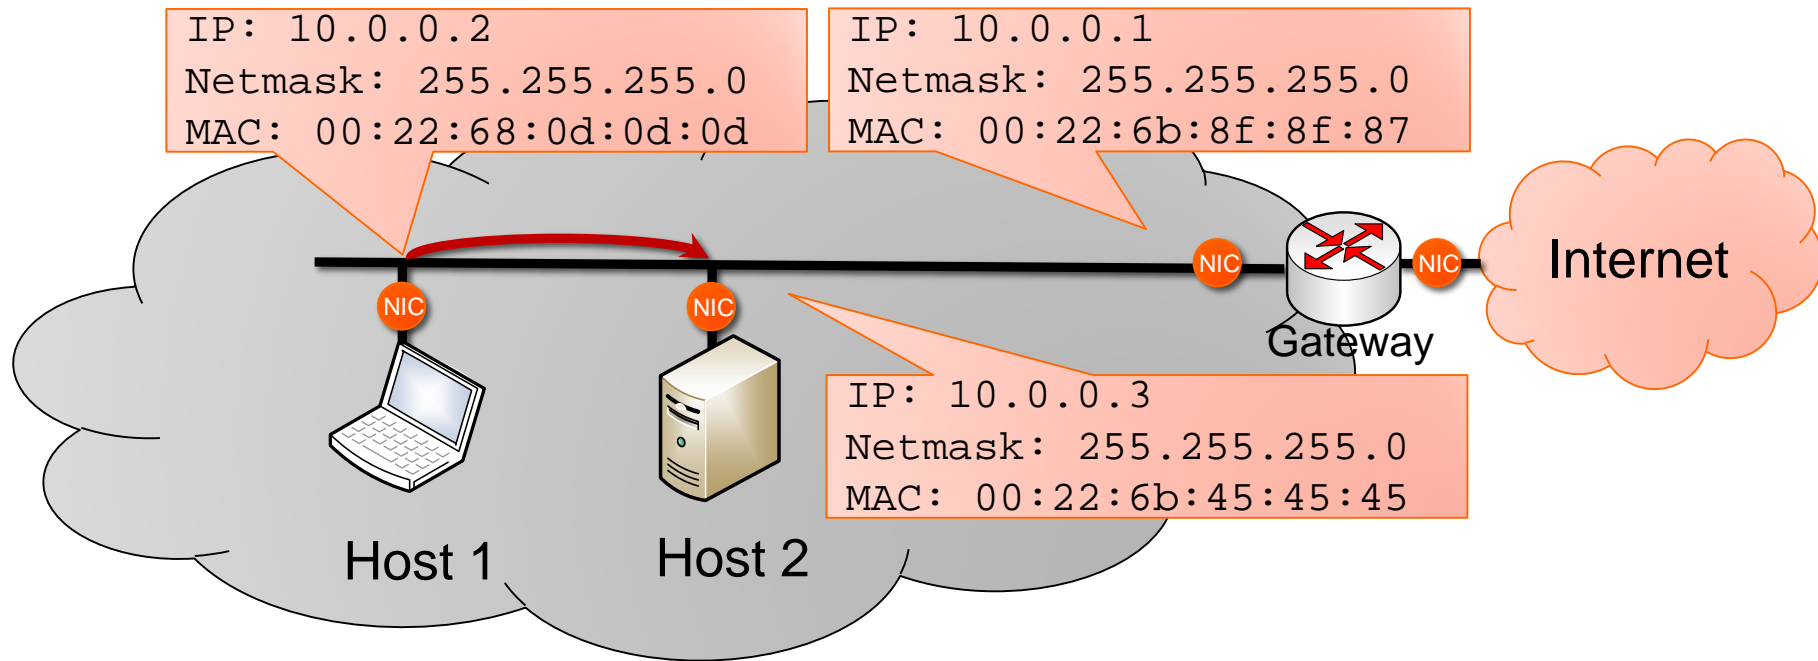 IP: 10.0.0.2
Netmask: 255.255.255.0
MAC: 00:22:68:0d:0d:0d
IP: 10.0.0.1
Netmask: 255.255.255.0
MAC: 00:22:6b:8f:8f:87
NIC
NIC
Internet
NIC
NIC
Gateway
IP: 10.0.0.3
Netmask: 255.255.255.0
MAC: 00:22:6b:45:45:45
Host 1
Host 2